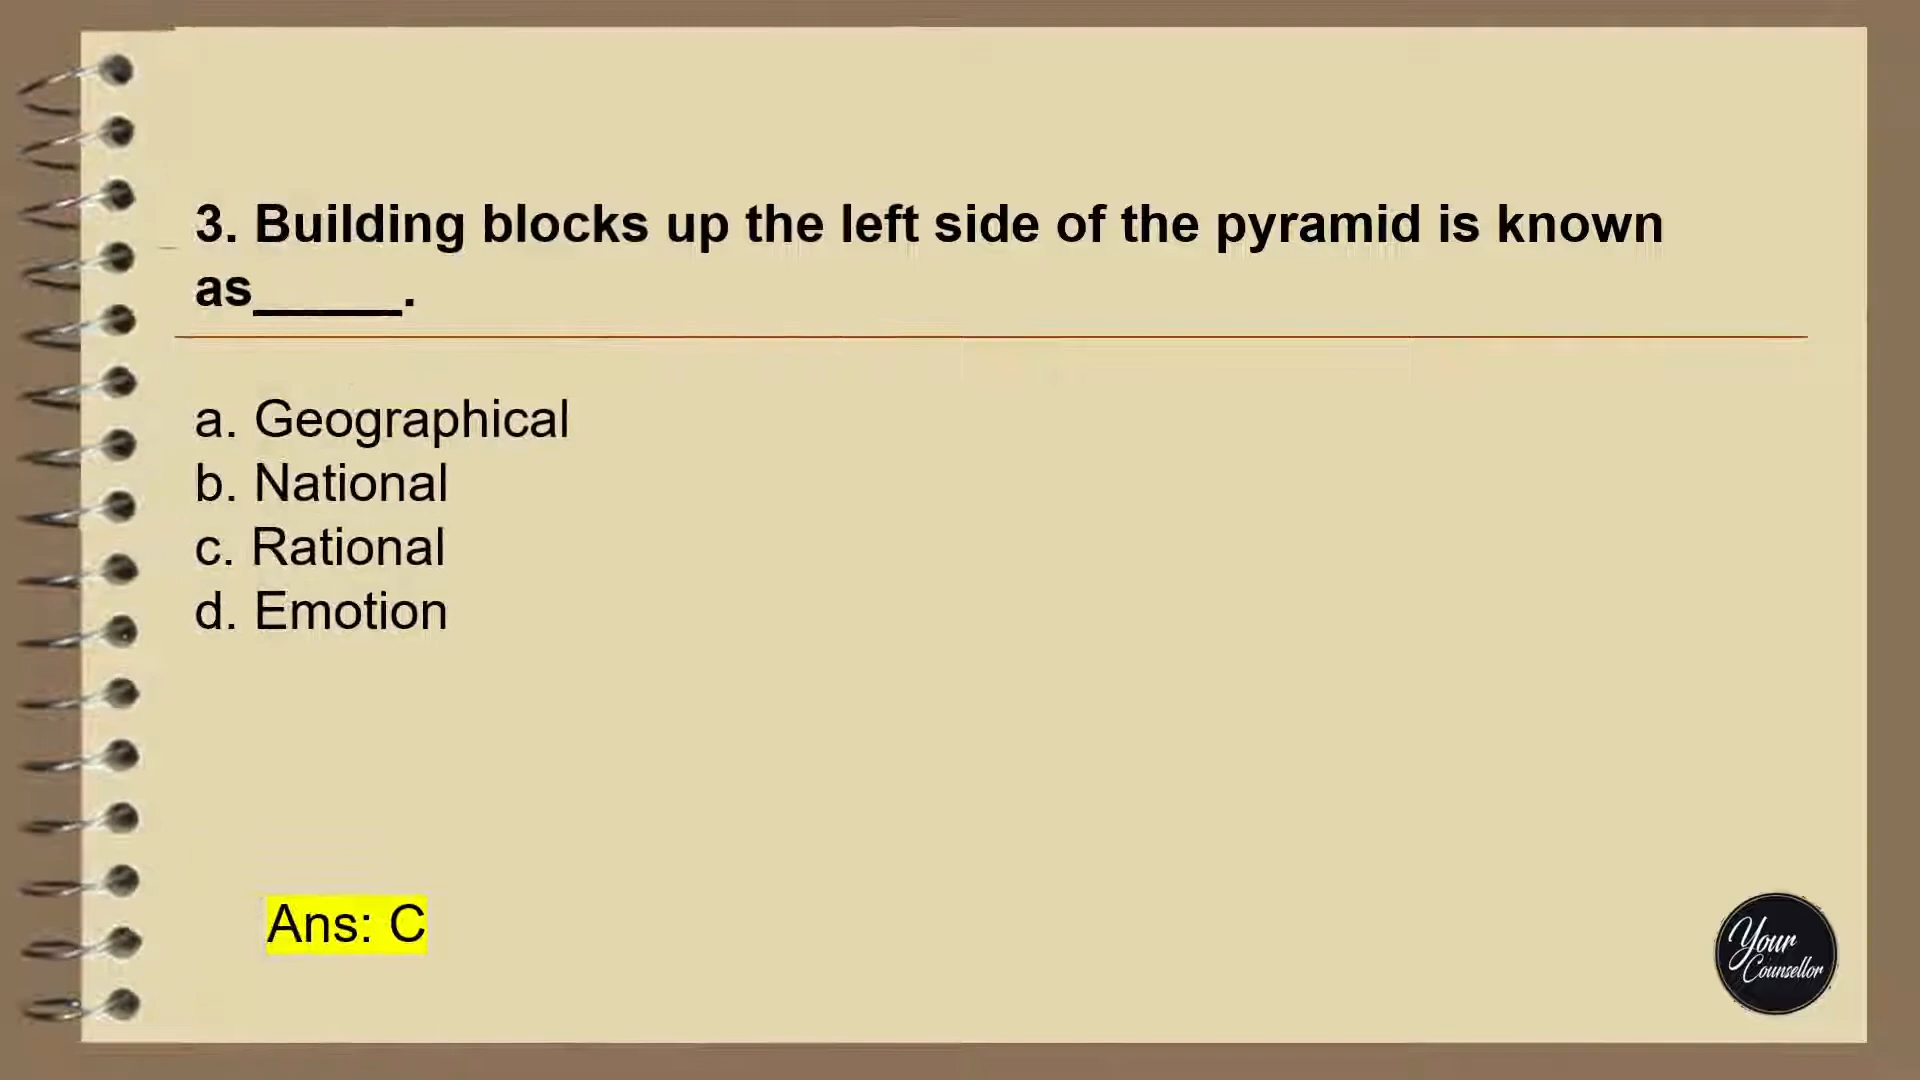 3. Building blocks up the left side of the pyramid is known
as_____.
a. Geographical
b. National
c. Rational
d. Emotion
Ans: C
Your
Counsellor